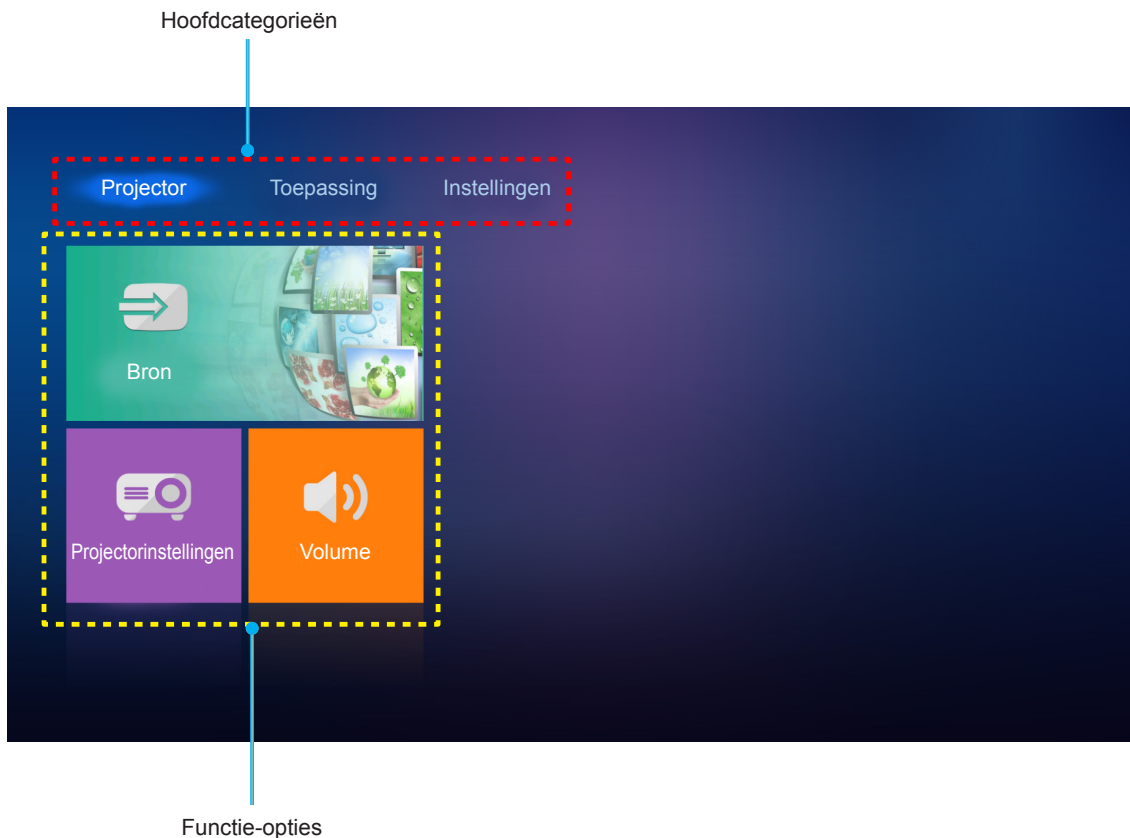 Hoofdcategorieën
Projector Toepassing Instellingen
Bron
Projectorinstellingen Volume
Functie-opties